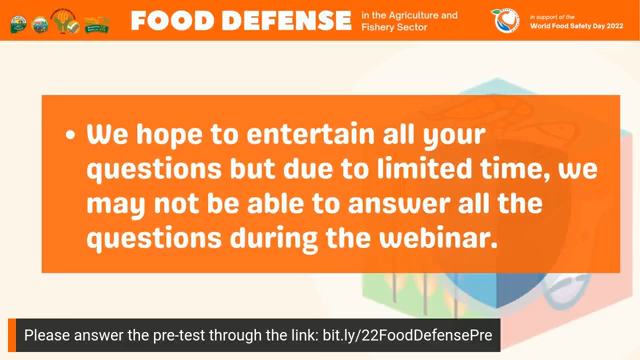 FOOD DEFENSE
in the Agriculture and
Fishery Sector
in support of the
World Food Safety Day 2022
• We hope to entertain all your
questions but due to limited time, we
may not be able to answer all the
questions during the webinar.
Please answer the pre-test through the link: bit.ly/22FoodDefensePre